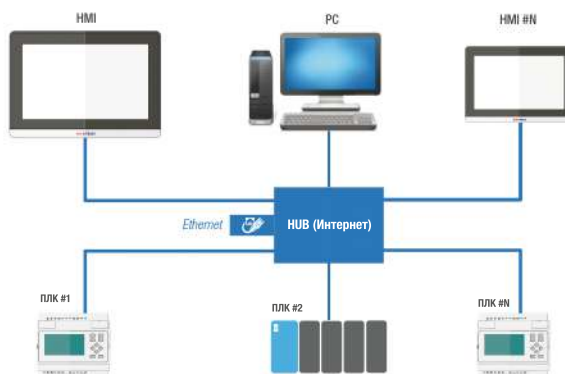 HMI
PC
HMI #N
Ethernet
HUB (Интернет)
ПЛК #1
ПЛК #2
ПЛК #N